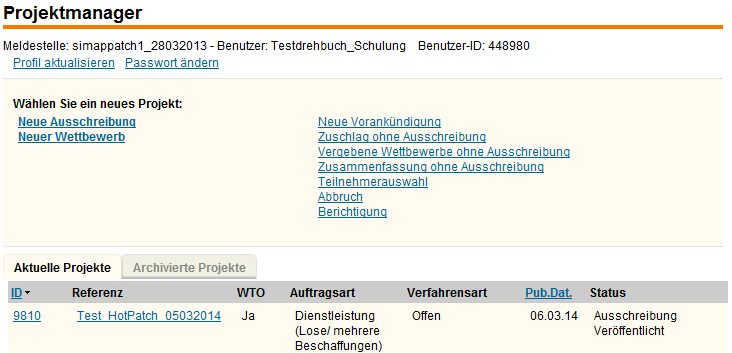 Projektmanager
Meldestelle: simappatch1_28032013 - Benutzer: Testdrehbuch_Schulung Benutzer-ID: 448980
Profil aktualisieren Passwort ändern
Wählen Sie ein neues Projekt:
Neue Ausschreibung Neue Vorankündigung
Neuer Wettbewerb Zuschlag ohne Ausschreibung
Vergebene Wettbewerbe ohne Ausschreibung
Zusammenfassung ohne Ausschreibung
Teilnehmerauswahl
Abbruch
Berichtigung
Aktuelle Projekte Archivierte Projekte
ID Referenz WTO Auftragsart Verfahrensart Pub.Dat. Status
9810 Test_HotPatch_05032014 Ja Dienstleistung Offen 06.03.14 Ausschreibung
(Lose/ mehrere Veröffentlicht
Beschaffungen)